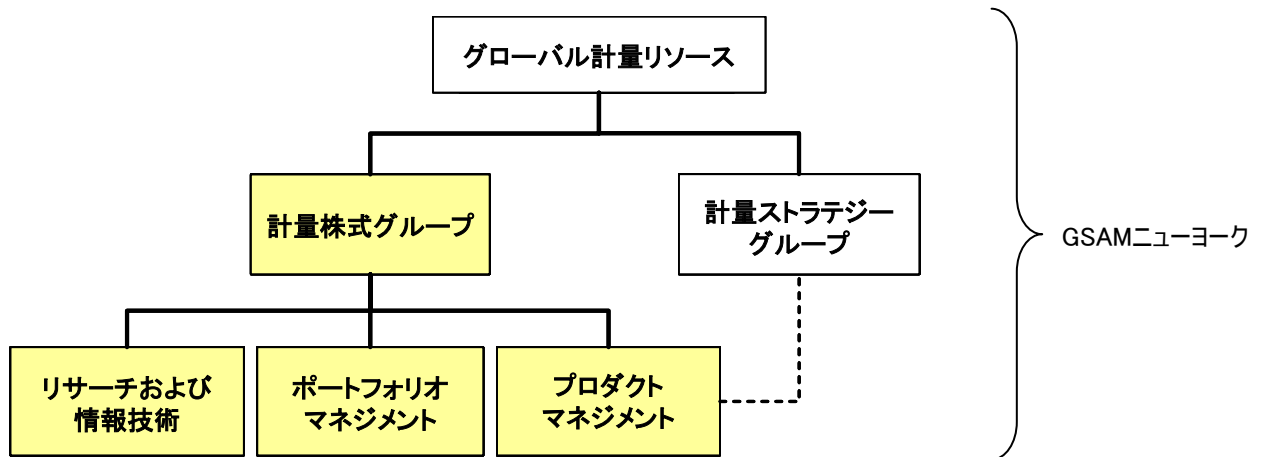 グローバル計量リソース
計量株式グループ
計量ストラテジー
グループ
GSAMニューヨーク
リサーチおよび
情報技術
ポートフォリオ
マネジメント
プロダクト
マネジメント